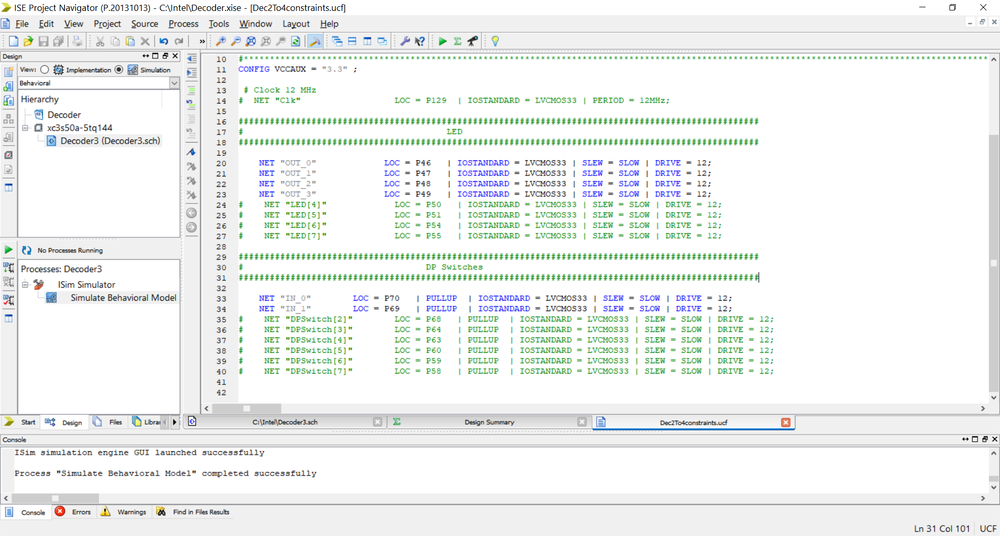 ISE Project Navigator (P.20131013) - C:\Intel\Decoder.xise - [Dec2To4constraints.ucf]
File Edit View Project Source Process Tools Window Layout Help
Design
View: Implementation Simulation
Behavioral
Hierarchy
Decoder
xc3s50a-5tq144
Decoder3 (Decoder3.sch)
No Processes Running
Processes: Decoder3
ISim Simulator
Simulate Behavioral Model
Start Design Files Librar
11 CONFIG VCCAUX = "3.3" ;
12
13 # Clock 12 MHz
14 # NET "Clk" LOC = P129 | IOSTANDARD = LVCMOS33 | PERIOD = 12MHz;
15
16
17 # LED
18
19
20 NET "OUT_0" LOC = P46 | IOSTANDARD = LVCMOS33 | SLEW = SLOW | DRIVE = 12;
21 NET "OUT_1" LOC = P47 | IOSTANDARD = LVCMOS33 | SLEW = SLOW | DRIVE = 12;
22 NET "OUT_2" LOC = P48 | IOSTANDARD = LVCMOS33 | SLEW = SLOW | DRIVE = 12;
23 NET "OUT_3" LOC = P49 | IOSTANDARD = LVCMOS33 | SLEW = SLOW | DRIVE = 12;
24 # NET "LED[4]" LOC = P50 | IOSTANDARD = LVCMOS33 | SLEW = SLOW | DRIVE = 12;
25 # NET "LED[5]" LOC = P51 | IOSTANDARD = LVCMOS33 | SLEW = SLOW | DRIVE = 12;
26 # NET "LED[6]" LOC = P54 | IOSTANDARD = LVCMOS33 | SLEW = SLOW | DRIVE = 12;
27 # NET "LED[7]" LOC = P55 | IOSTANDARD = LVCMOS33 | SLEW = SLOW | DRIVE = 12;
28
29
30 # DP Switches
31
32
33 NET "IN_0" LOC = P70 | PULLUP | IOSTANDARD = LVCMOS33 | SLEW = SLOW | DRIVE = 12;
34 NET "IN_1" LOC = P69 | PULLUP | IOSTANDARD = LVCMOS33 | SLEW = SLOW | DRIVE = 12;
35 # NET "DPSwitch[2]" LOC = P68 | PULLUP | IOSTANDARD = LVCMOS33 | SLEW = SLOW | DRIVE = 12;
36 # NET "DPSwitch[3]" LOC = P64 | PULLUP | IOSTANDARD = LVCMOS33 | SLEW = SLOW | DRIVE = 12;
37 # NET "DPSwitch[4]" LOC = P63 | PULLUP | IOSTANDARD = LVCMOS33 | SLEW = SLOW | DRIVE = 12;
38 # NET "DPSwitch[5]" LOC = P60 | PULLUP | IOSTANDARD = LVCMOS33 | SLEW = SLOW | DRIVE = 12;
39 # NET "DPSwitch[6]" LOC = P59 | PULLUP | IOSTANDARD = LVCMOS33 | SLEW = SLOW | DRIVE = 12;
40 # NET "DPSwitch[7]" LOC = P58 | PULLUP | IOSTANDARD = LVCMOS33 | SLEW = SLOW | DRIVE = 12;
41
42
C:\Intel\Decoder3.sch Design Summary Dec2To4constraints.ucf
Console
ISim simulation engine GUI launched successfully
Process "Simulate Behavioral Model" completed successfully
Console Errors Warnings Find in Files Results
Ln 31 Col 101 UCF